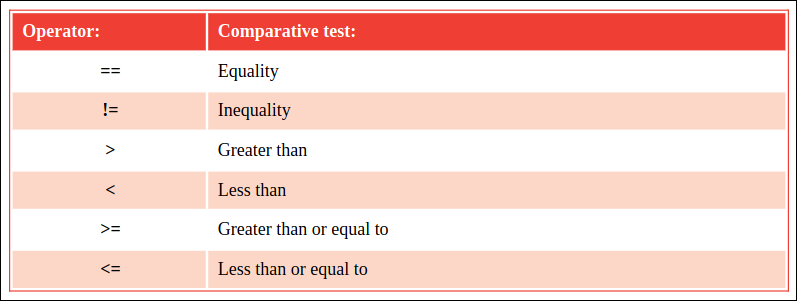 Operator: Comparative test:
== Equality
!= Inequality
> Greater than
< Less than
>= Greater than or equal to
<= Less than or equal to